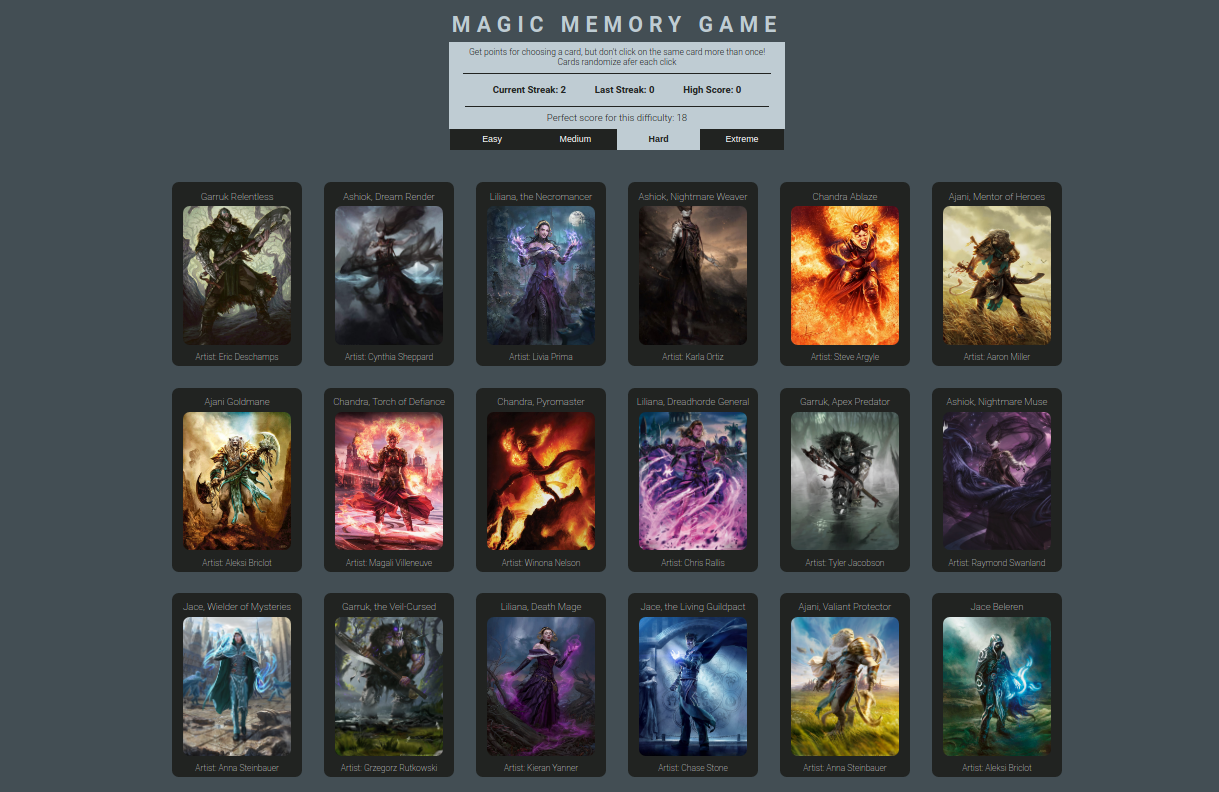 MAGIC MEMORY GAME
Get points for choosing a card, but don't click on the same card more than once!
Cards randomize afer each click
Current Streak: 2 Last Streak: 0 High Score: 0
Perfect score for this difficulty: 18
Easy Medium Hard Extreme
Garruk Relentless Ashiok, Dream Render Liliana, the Necromancer Ashiok, Nightmare Weaver Chandra Ablaze Ajani, Mentor of Heroes
Artist: Eric Deschamps Artist: Cynthia Sheppard Artist: Livia Prima Artist: Karla Ortiz Artist: Steve Argyle Artist: Aaron Miller
Ajani Goldmane Chandra, Torch of Defiance Chandra, Pyromaster Liliana, Dreadhorde General Garruk, Apex Predator Ashiok, Nightmare Muse
Artist: Aleksi Briclot Artist: Magali Villeneuve Artist: Winona Nelson Artist: Chris Rallis Artist: Tyler Jacobson Artist: Raymond Swanland
Jace, Wielder of Mysteries Garruk, the Veil-Cursed Liliana, Death Mage Jace, the Living Guildpact Ajani, Valiant Protector Jace Beleren
Artist: Anna Steinbauer Artist: Grzegorz Rutkowski Artist: Kieran Yanner Artist: Chase Stone Artist: Anna Steinbauer Artist: Aleksi Briclot